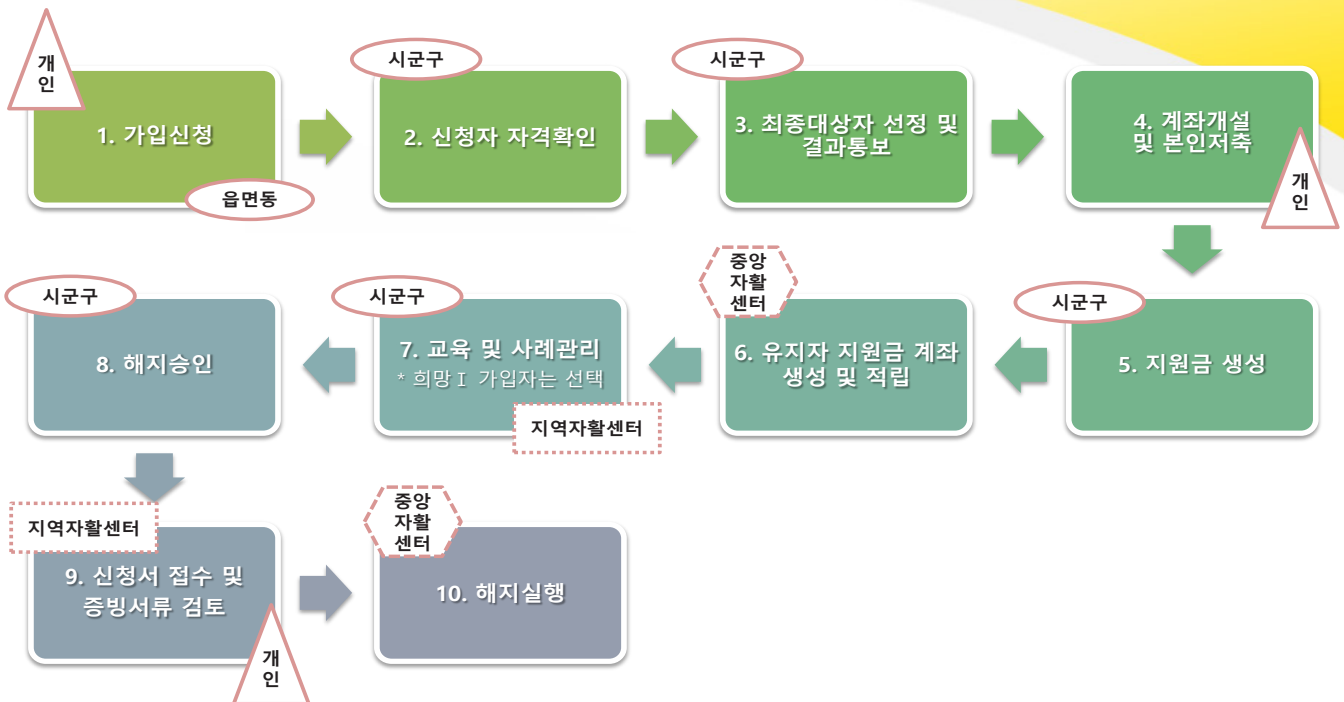 개
인
1. 가입신청
읍면동
시군구
2. 신청자 자격확인
시군구
3. 최종대상자 선정 및
결과통보
4. 계좌개설
및 본인저축
개
인
시군구
5. 지원금 생성
중앙
자활
센터
6. 유지자 지원금 계좌
생성 및 적립
시군구
7. 교육 및 사례관리
* 희망Ⅰ 가입자는 선택
지역자활센터
시군구
8. 해지승인
지역자활센터
9. 신청서 접수 및
증빙서류 검토
개
인
중앙
자활
센터
10. 해지실행